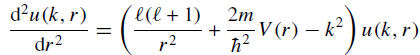 d²u(k, r)/dr² = (ℓ(ℓ + 1)/r² + 2m/ħ² V(r) − k²) u(k, r)